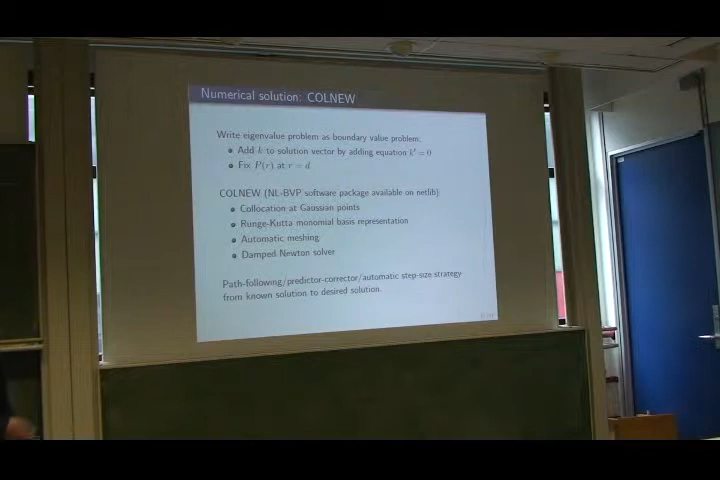 Numerical solution: COLNEW
Write eigenvalue problem as boundary value problem.
Add k to solution vector by adding equation k' = 0
Fix P(r) at r = d
COLNEW (NL-BVP software package available on netlib)
Collocation at Gaussian points
Runge-Kutta monomial basis representation
Automatic meshing
Damped Newton solver
Path-following/predictor-corrector/automatic step-size strategy
from known solution to desired solution.